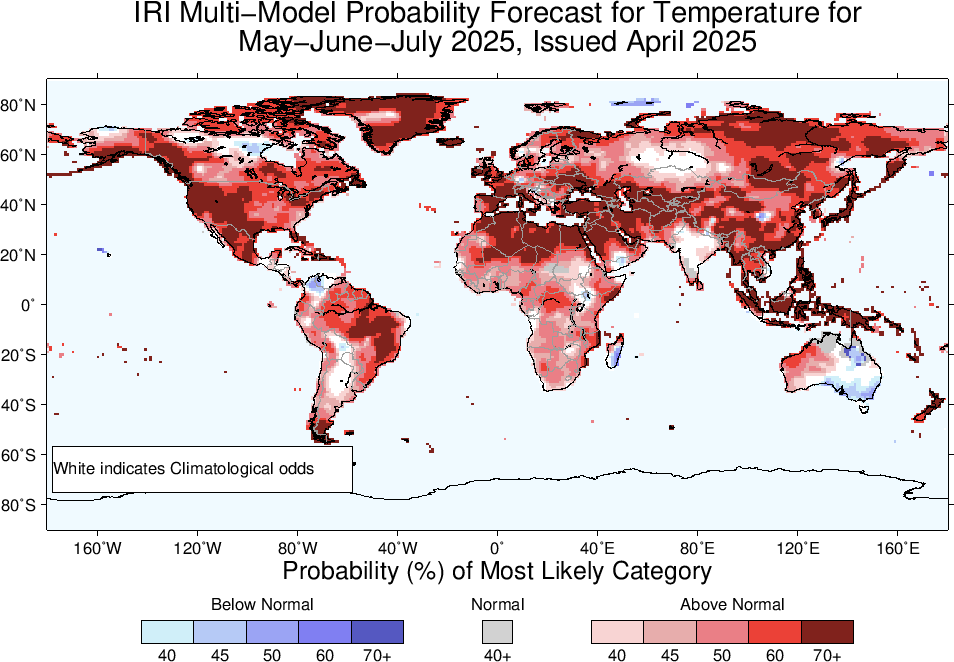 IRI Multi−Model Probability Forecast for Temperature for
May−June−July 2025, Issued April 2025
80˚N
60˚N
40˚N
20˚N
0˚
20˚S
40˚S
60˚S
80˚S
White indicates Climatological odds
160˚W 120˚W 80˚W 40˚W 0˚ 40˚E 80˚E 120˚E 160˚E
Probability (%) of Most Likely Category
Below Normal Normal Above Normal
40 45 50 60 70+ 40+ 40 45 50 60 70+